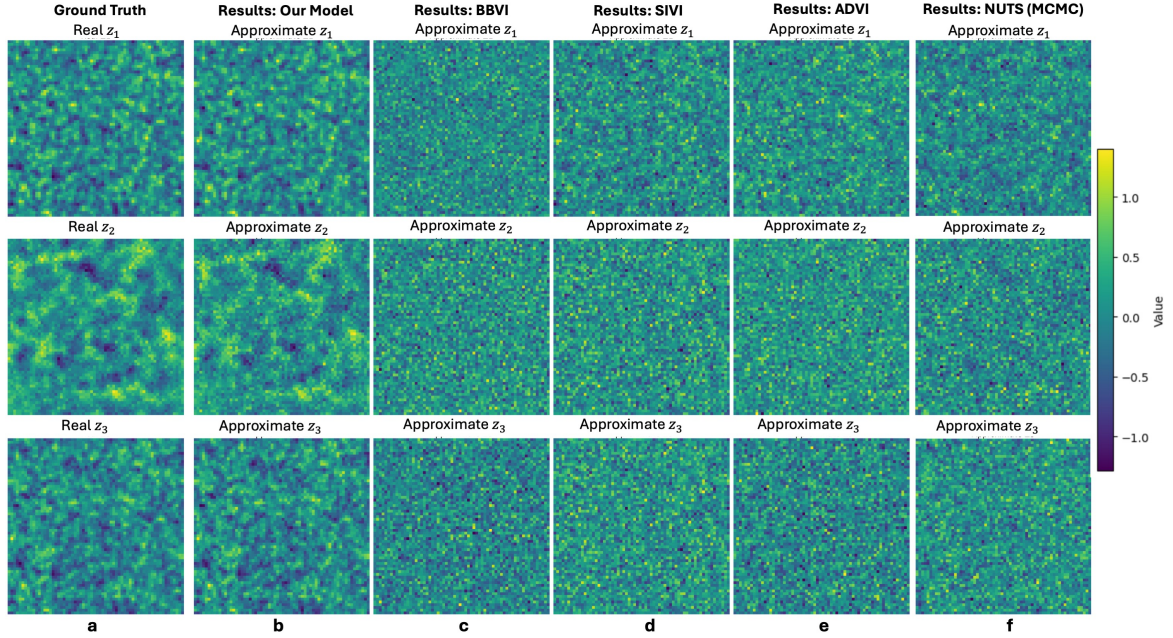 Ground Truth Results: Our Model Results: BBVI Results: SIVI Results: ADVI Results: NUTS (MCMC)
Real z₁ Approximate z₁ Approximate z₁ Approximate z₁ Approximate z₁ Approximate z₁
Real z₂ Approximate z₂ Approximate z₂ Approximate z₂ Approximate z₂ Approximate z₂
Real z₃ Approximate z₃ Approximate z₃ Approximate z₃ Approximate z₃ Approximate z₃
1.0
0.5
0.0
−0.5
−1.0
Value
a b c d e f